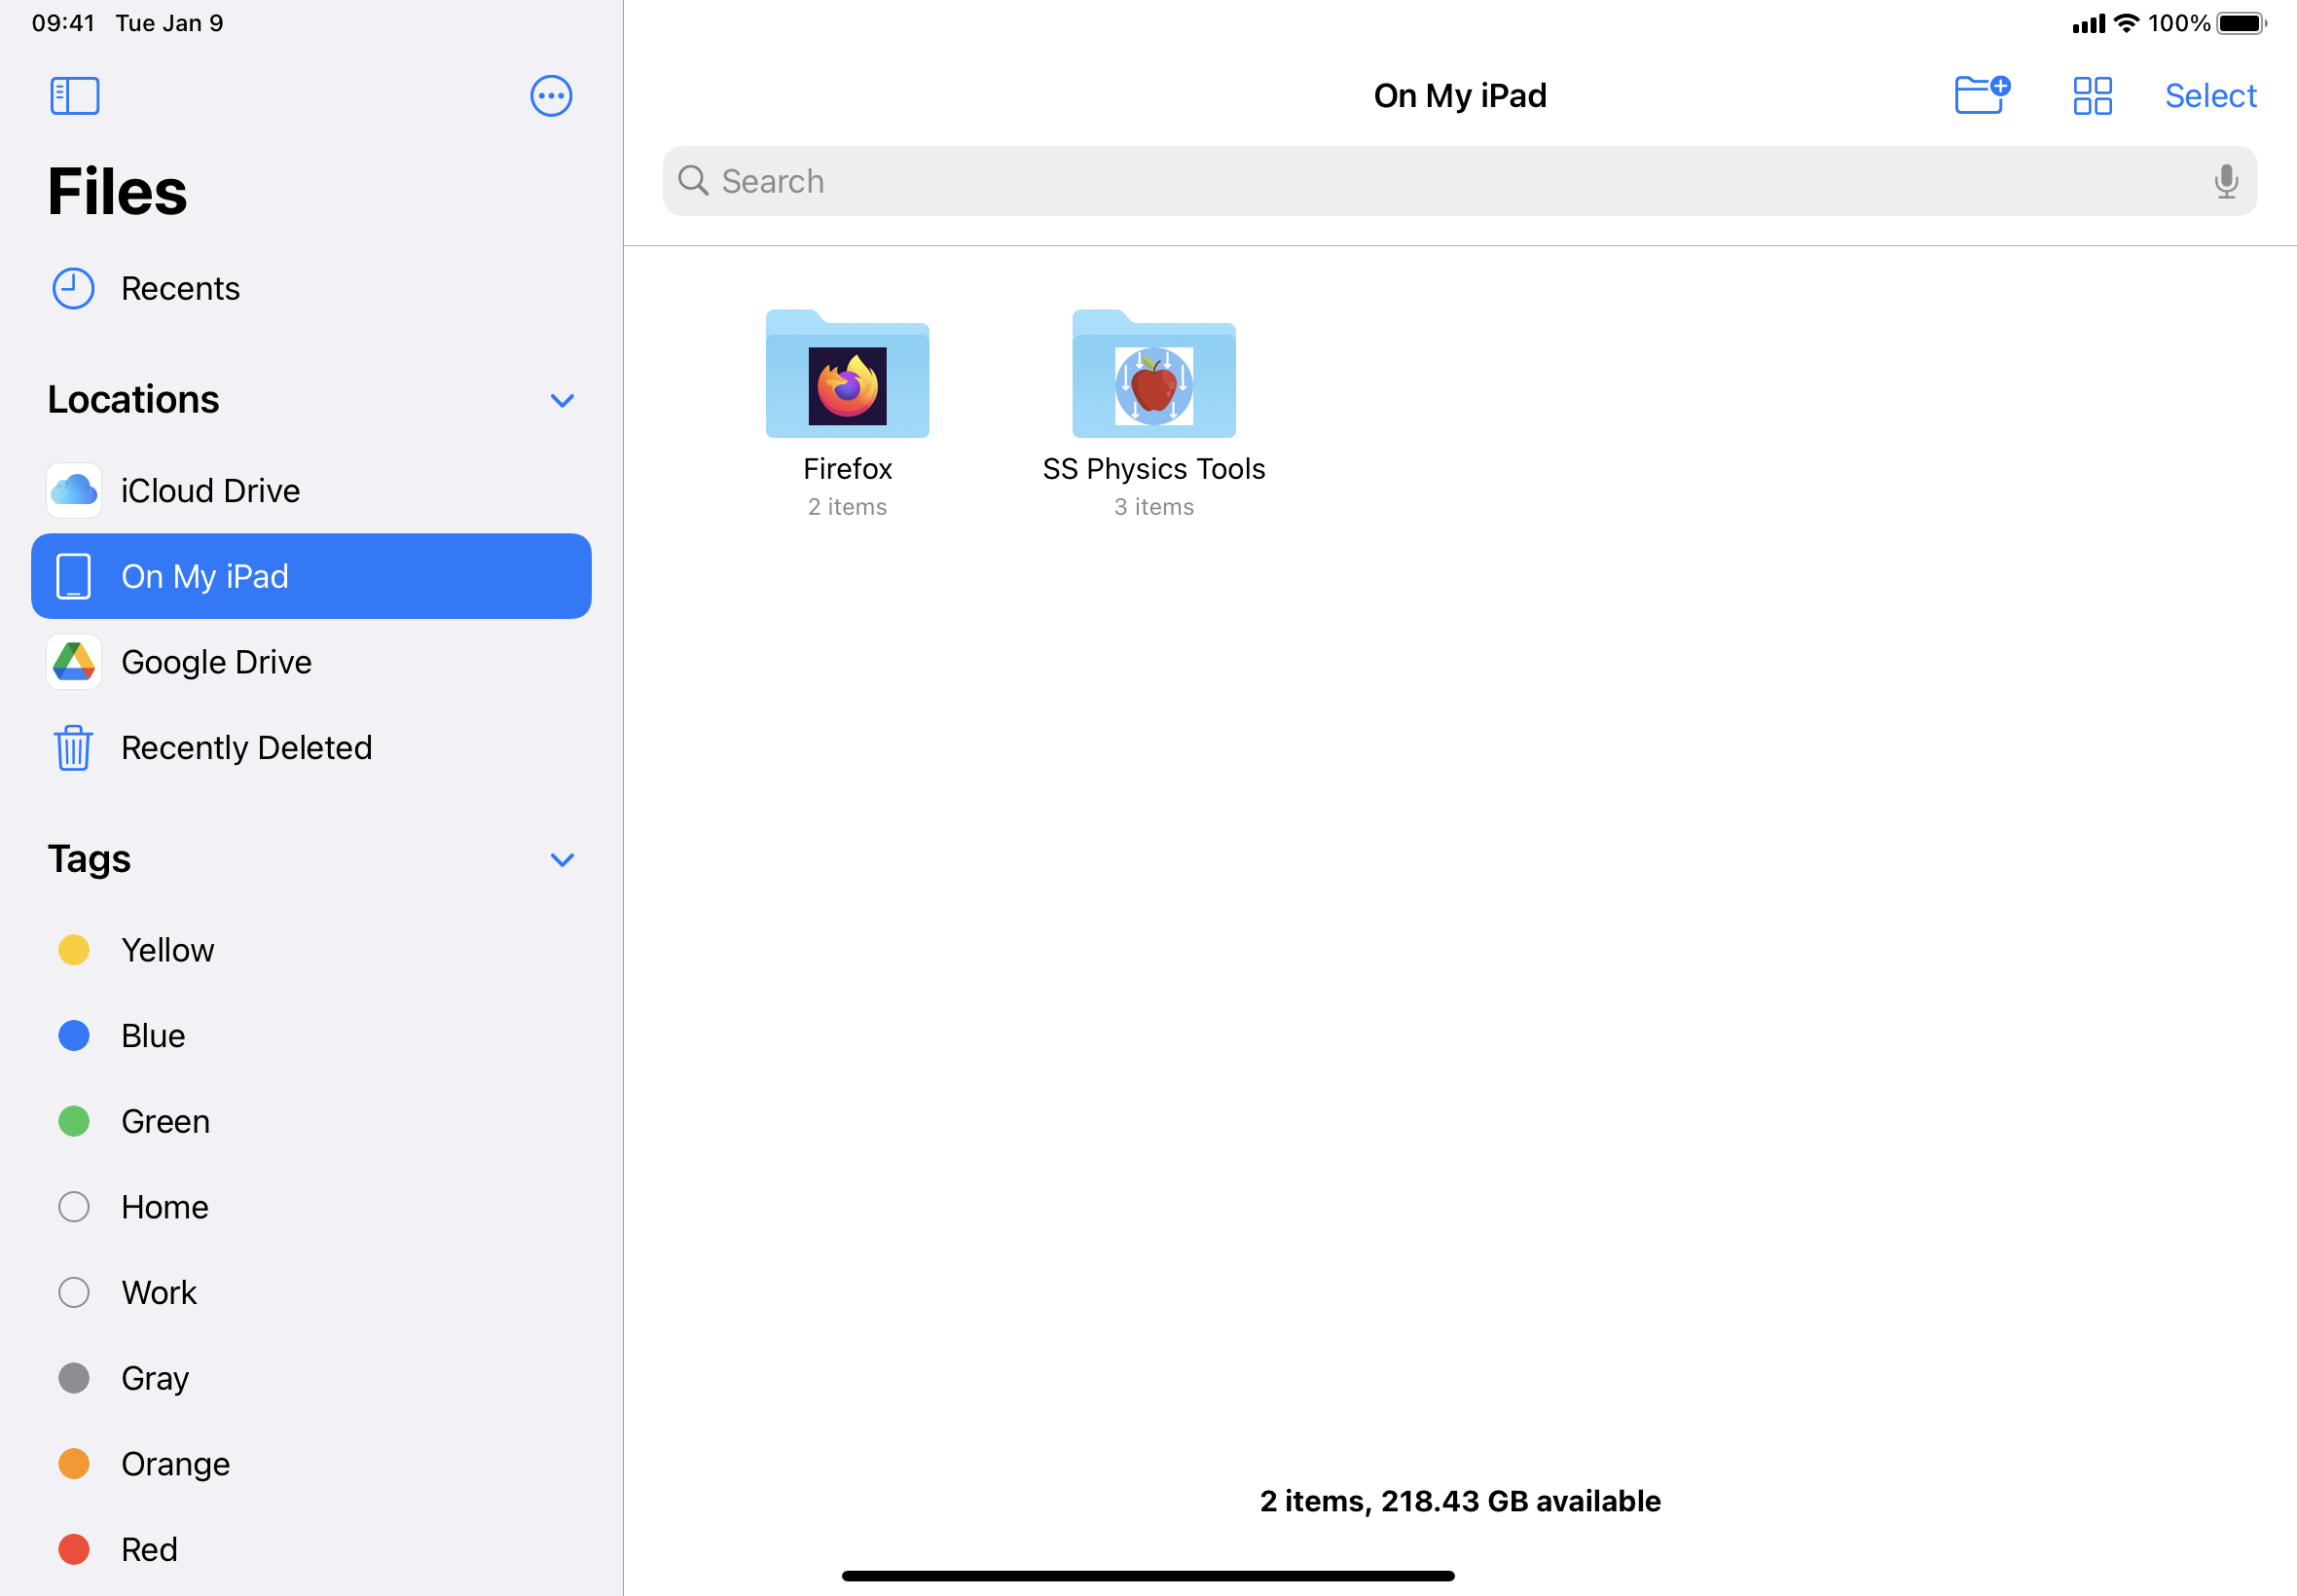 09:41 Tue Jan 9
100%
Files
Recents
Locations
iCloud Drive
On My iPad
Google Drive
Recently Deleted
Tags
Yellow
Blue
Green
Home
Work
Gray
Orange
Red
On My iPad
Select
Search
Firefox
2 items
SS Physics Tools
3 items
2 items, 218.43 GB available